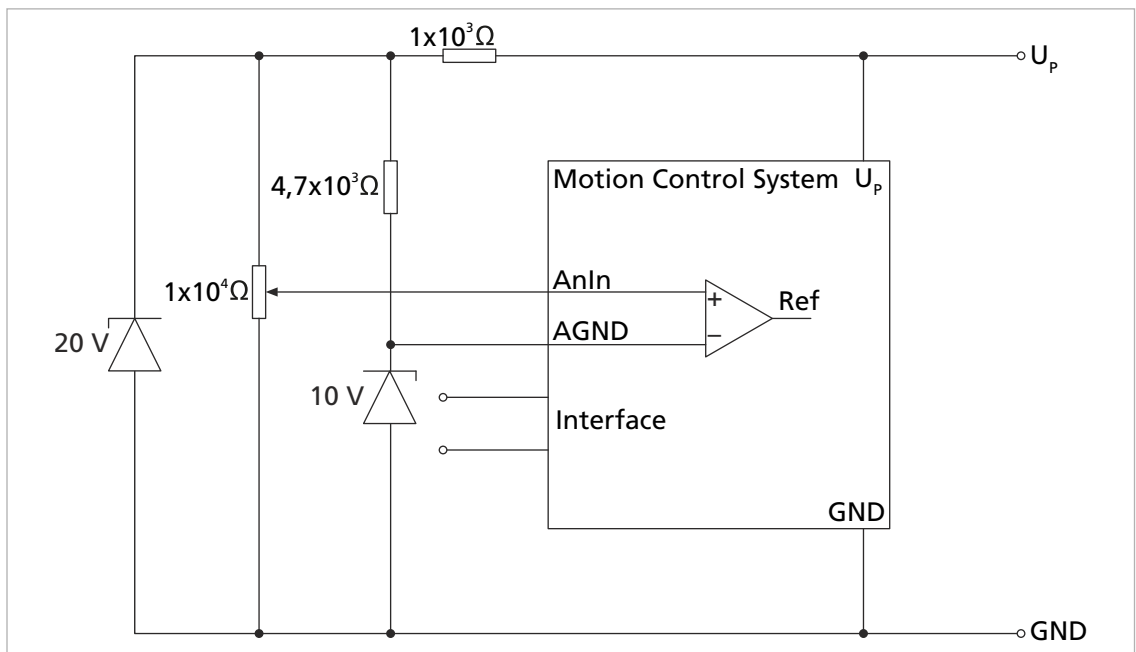 1x10³Ω
U_P
4,7x10³Ω
Motion Control System U_P
1x10⁴Ω
AnIn
+
Ref
20 V
AGND
−
10 V
Interface
GND
GND